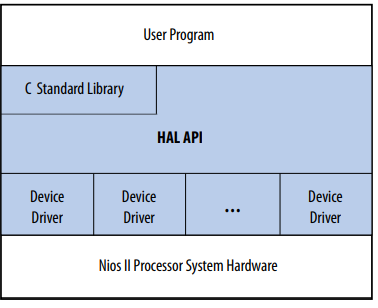 User Program
C Standard Library
HAL API
Device
Driver
Device
Driver
...
Device
Driver
Nios II Processor System Hardware